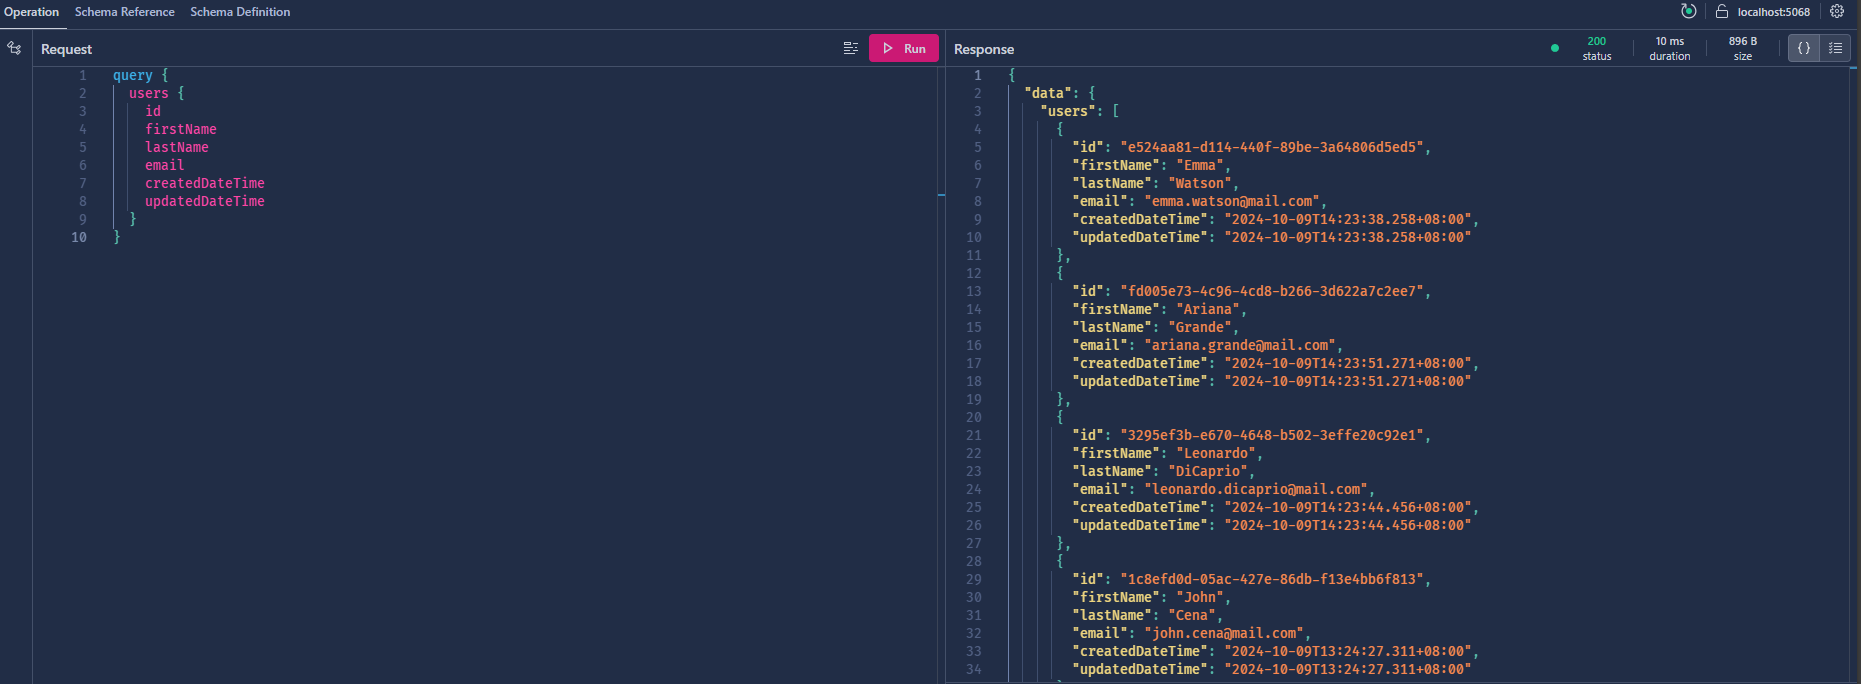 Operation Schema Reference Schema Definition localhost:5068
Request Run
1 query {
2 users {
3 id
4 firstName
5 lastName
6 email
7 createdDateTime
8 updatedDateTime
9 }
10 }
Response 200 status 10 ms duration 896 B size { }
1 {
2 "data": {
3 "users": [
4 {
5 "id": "e524aa81-d114-440f-89be-3a64806d5ed5",
6 "firstName": "Emma",
7 "lastName": "Watson",
8 "email": "emma.watson@mail.com",
9 "createdDateTime": "2024-10-09T14:23:38.258+08:00",
10 "updatedDateTime": "2024-10-09T14:23:38.258+08:00"
11 },
12 {
13 "id": "fd005e73-4c96-4cd8-b266-3d622a7c2ee7",
14 "firstName": "Ariana",
15 "lastName": "Grande",
16 "email": "ariana.grande@mail.com",
17 "createdDateTime": "2024-10-09T14:23:51.271+08:00",
18 "updatedDateTime": "2024-10-09T14:23:51.271+08:00"
19 },
20 {
21 "id": "3295ef3b-e670-4648-b502-3effe20c92e1",
22 "firstName": "Leonardo",
23 "lastName": "DiCaprio",
24 "email": "leonardo.dicaprio@mail.com",
25 "createdDateTime": "2024-10-09T14:23:44.456+08:00",
26 "updatedDateTime": "2024-10-09T14:23:44.456+08:00"
27 },
28 {
29 "id": "1c8efd0d-05ac-427e-86db-f13e4bb6f813",
30 "firstName": "John",
31 "lastName": "Cena",
32 "email": "john.cena@mail.com",
33 "createdDateTime": "2024-10-09T13:24:27.311+08:00",
34 "updatedDateTime": "2024-10-09T13:24:27.311+08:00"